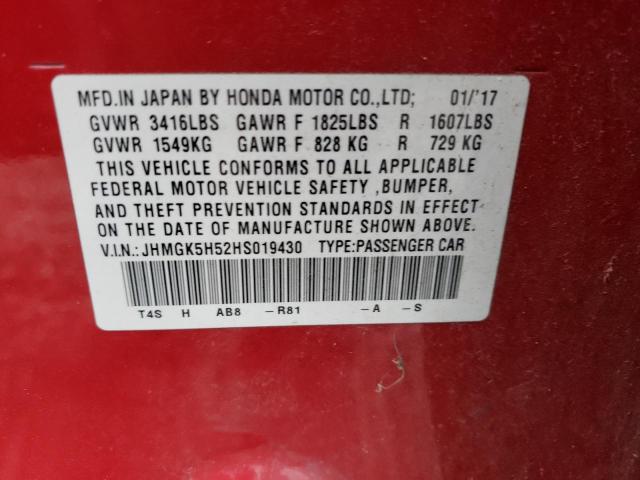 MFD.IN JAPAN BY HONDA MOTOR CO.,LTD; 01/'17
GVWR 3416LBS GAWR F 1825LBS R 1607LBS
GVWR 1549KG GAWR F 828 KG R 729 KG
THIS VEHICLE CONFORMS TO ALL APPLICABLE
FEDERAL MOTOR VEHICLE SAFETY ,BUMPER,
AND THEFT PREVENTION STANDARDS IN EFFECT
ON THE DATE OF MANUFACTURE SHOWN ABOVE.
V.I.N.:JHMGK5H52HS019430 TYPE:PASSENGER CAR
T4S H AB8 -R81 -A -S